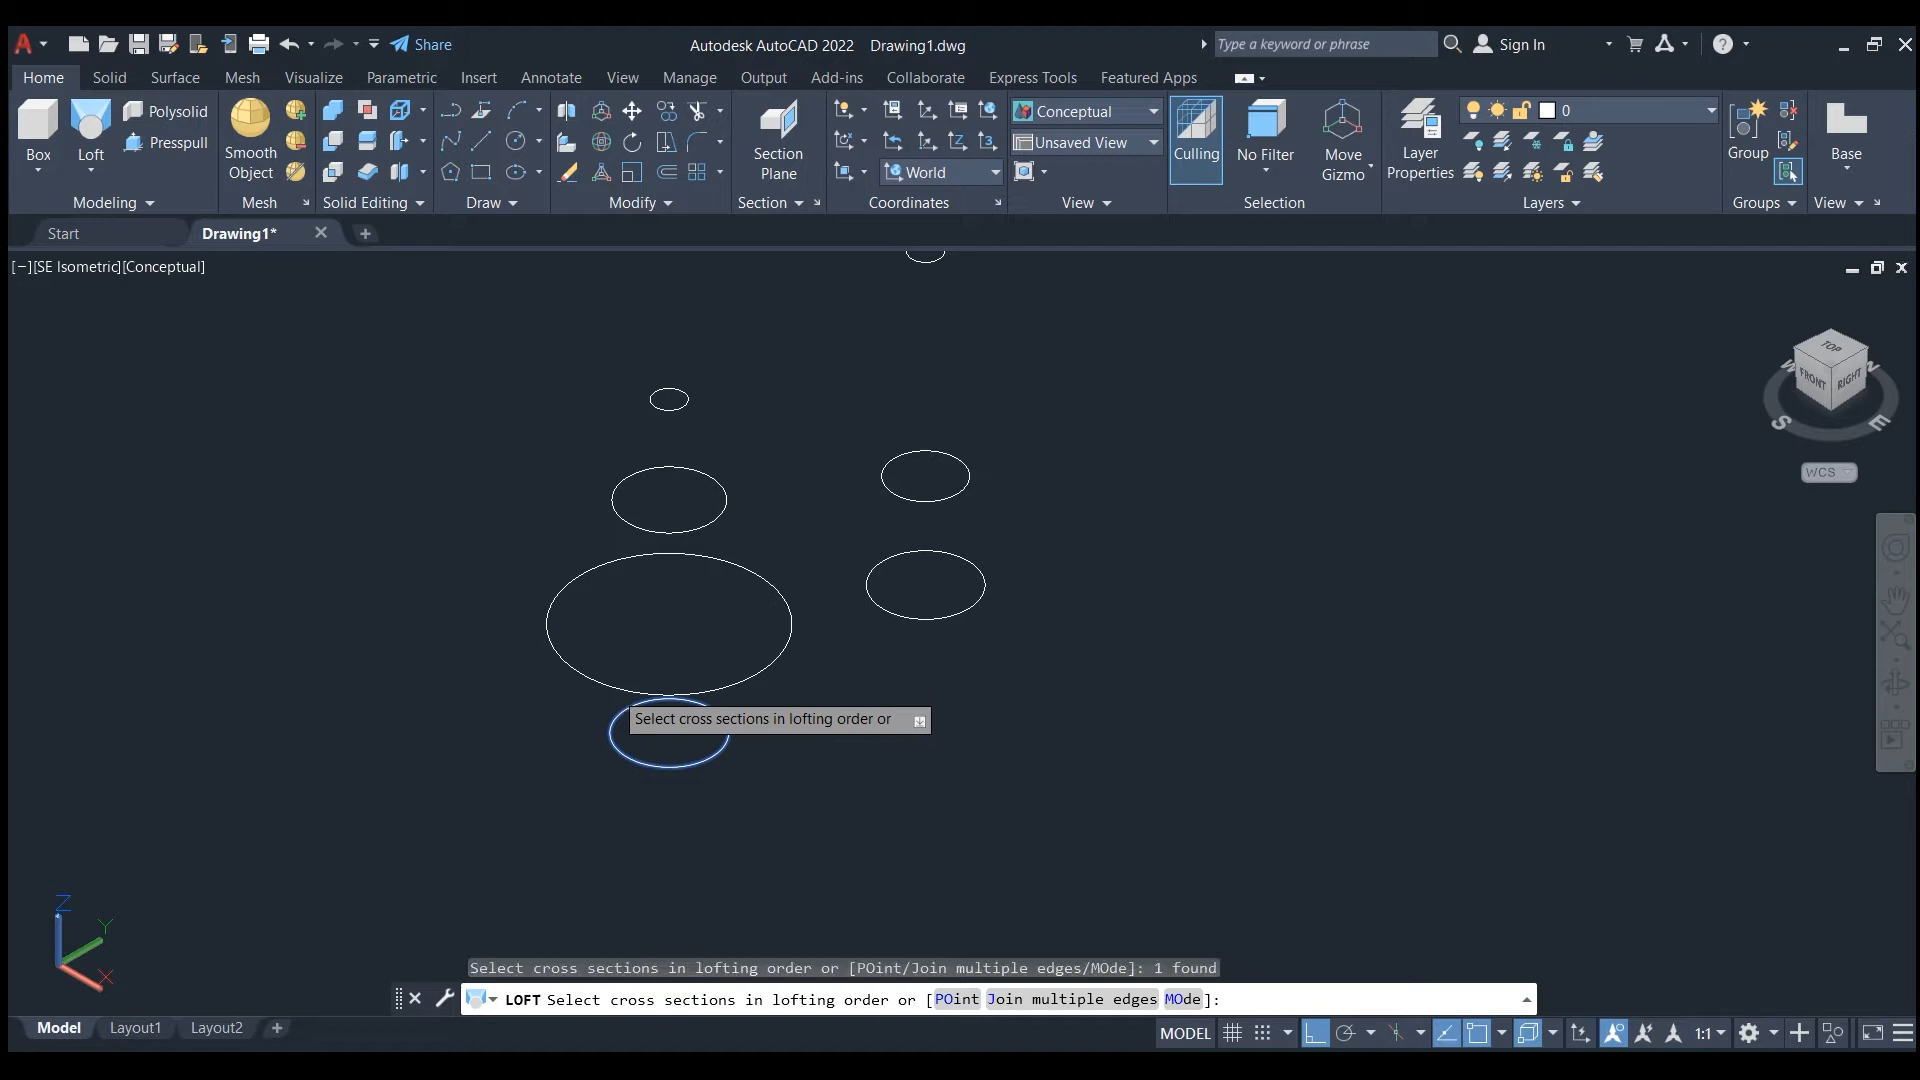 A Share Autodesk AutoCAD 2022 Drawing1.dwg Type a keyword or phrase Sign In ?
Home Solid Surface Mesh Visualize Parametric Insert Annotate View Manage Output Add-ins Collaborate Express Tools Featured Apps
Box
Loft
Polysolid
Presspull
Modeling
Smooth
Object
Mesh
Solid Editing
Draw
Modify
Section
Plane
Section
World
Coordinates
Conceptual
Unsaved View
View
Culling
No Filter
Move
Gizmo
Selection
Layer
Properties
0
Layers
Group
Groups
Base
View
Start Drawing1*
[−][SE Isometric][Conceptual]
TOP
FRONT RIGHT
W N
S E
WCS
Select cross sections in lofting order or
Z
Y
X
Select cross sections in lofting order or [POint/Join multiple edges/MOde]: 1 found
LOFT Select cross sections in lofting order or [POint Join multiple edges MOde]:
Model Layout1 Layout2 +
MODEL 1:1